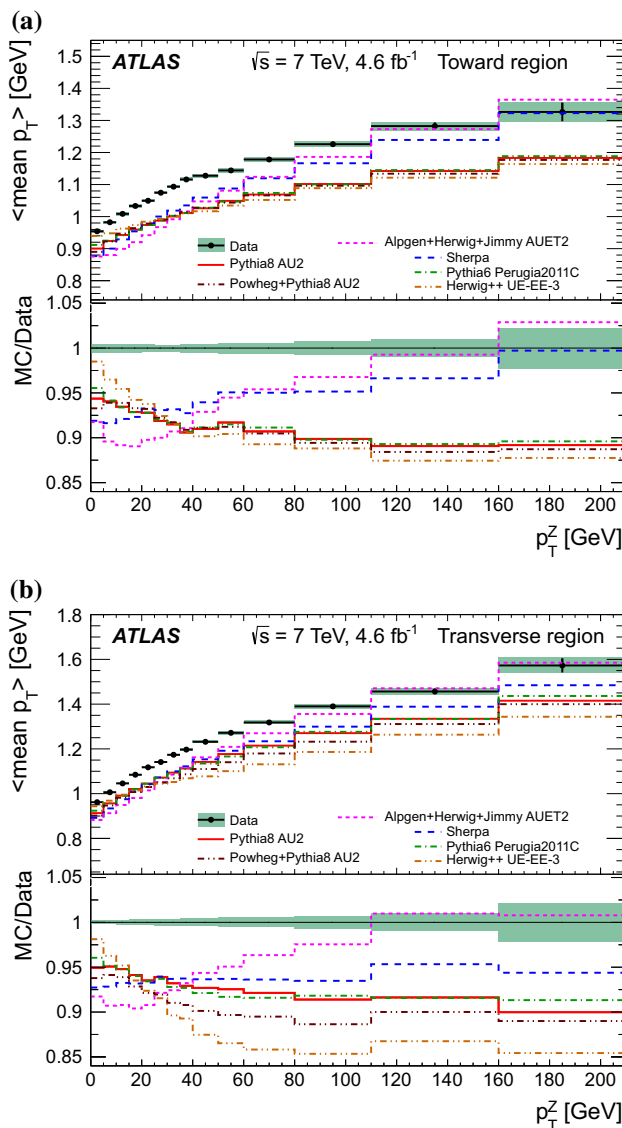 (a)
ATLAS √s = 7 TeV, 4.6 fb⁻¹ Toward region
<mean p_T> [GeV]
1.5
1.4
1.3
1.2
1.1
1
0.9
0.8
Data
Pythia8 AU2
Powheg+Pythia8 AU2
Alpgen+Herwig+Jimmy AUET2
Sherpa
Pythia6 Perugia2011C
Herwig++ UE-EE-3
MC/Data
1.05
1
0.95
0.9
0.85
0 20 40 60 80 100 120 140 160 180 200
p_T^Z [GeV]
(b)
ATLAS √s = 7 TeV, 4.6 fb⁻¹ Transverse region
<mean p_T> [GeV]
1.8
1.6
1.4
1.2
1
0.8
Data
Pythia8 AU2
Powheg+Pythia8 AU2
Alpgen+Herwig+Jimmy AUET2
Sherpa
Pythia6 Perugia2011C
Herwig++ UE-EE-3
MC/Data
1.05
1
0.95
0.9
0.85
0 20 40 60 80 100 120 140 160 180 200
p_T^Z [GeV]